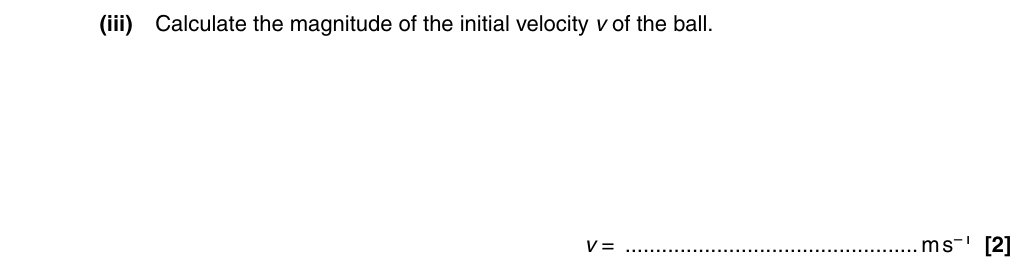 (iii) Calculate the magnitude of the initial velocity v of the ball.
v = ................................................ m s⁻¹ [2]